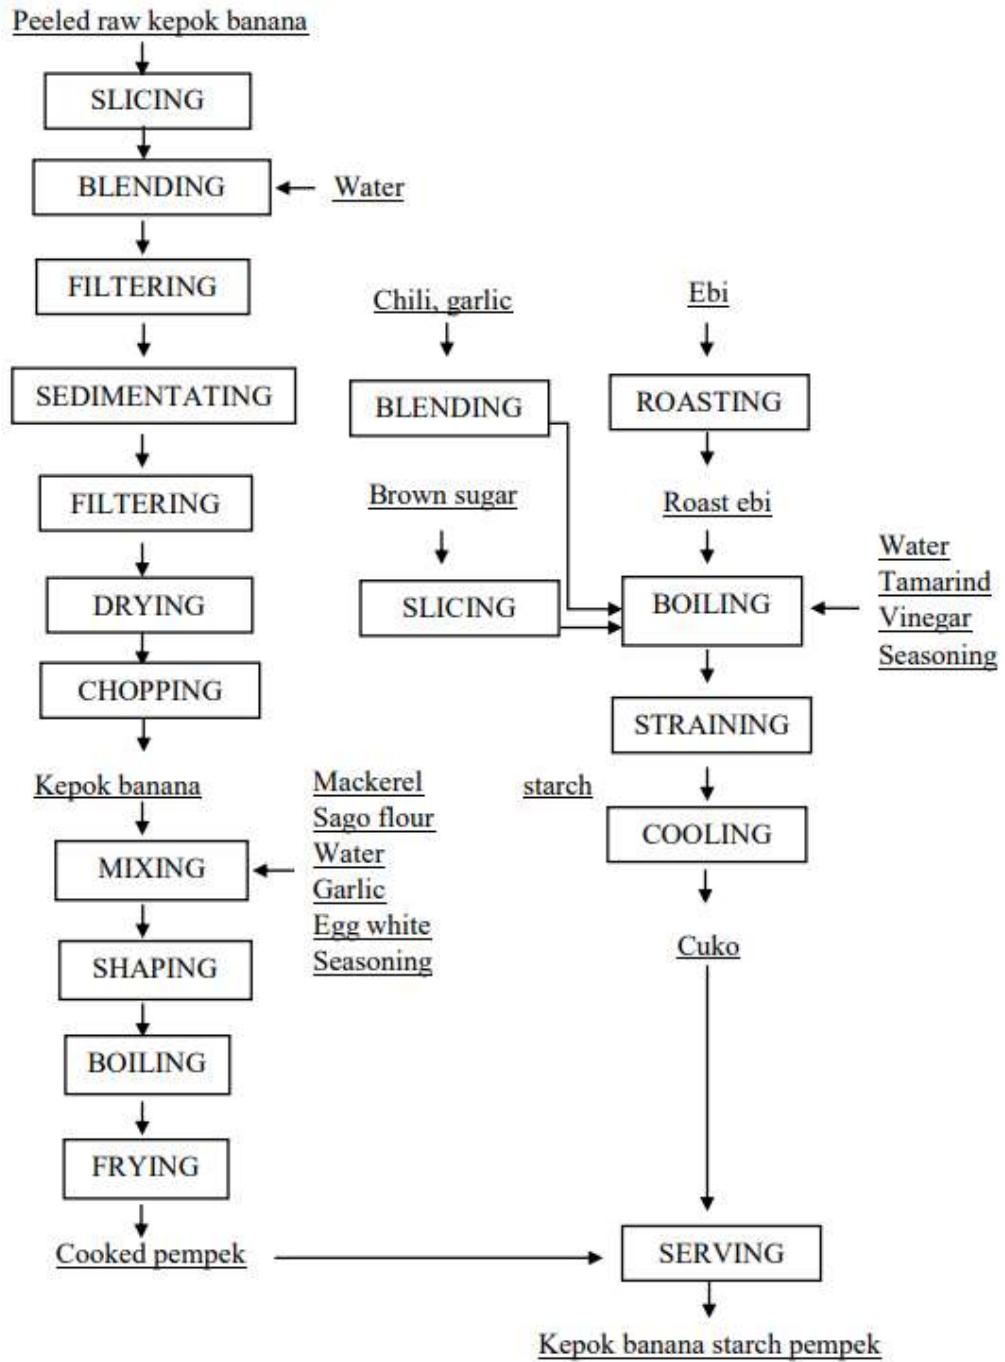 Peeled raw kepok banana
SLICING
BLENDING
Water
FILTERING
SEDIMENTATING
FILTERING
DRYING
CHOPPING
Kepok banana
starch
MIXING
Mackerel
Sago flour
Water
Garlic
Egg white
Seasoning
SHAPING
BOILING
FRYING
Cooked pempek
Chili, garlic
BLENDING
Brown sugar
SLICING
Ebi
ROASTING
Roast ebi
BOILING
Water
Tamarind
Vinegar
Seasoning
STRAINING
COOLING
Cuko
SERVING
Kepok banana starch pempek